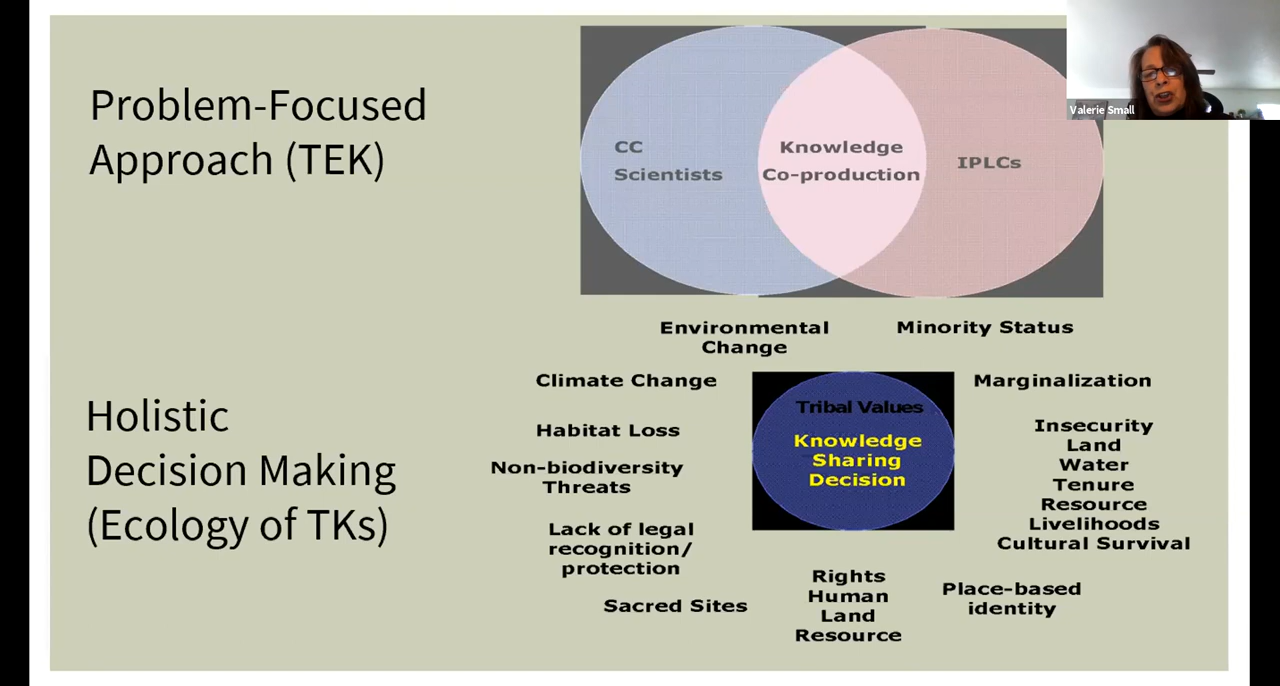 Problem-Focused
Approach (TEK)
CC
Scientists
Knowledge
Co-production
IPLCs
Valerie Small
Holistic
Decision Making
(Ecology of TKs)
Environmental
Change
Minority Status
Climate Change
Marginalization
Habitat Loss
Non-biodiversity
Threats
Lack of legal
recognition/
protection
Sacred Sites
Tribal Values
Knowledge
Sharing
Decision
Insecurity
Land
Water
Tenure
Resource
Livelihoods
Cultural Survival
Rights
Human
Land
Resource
Place-based
identity